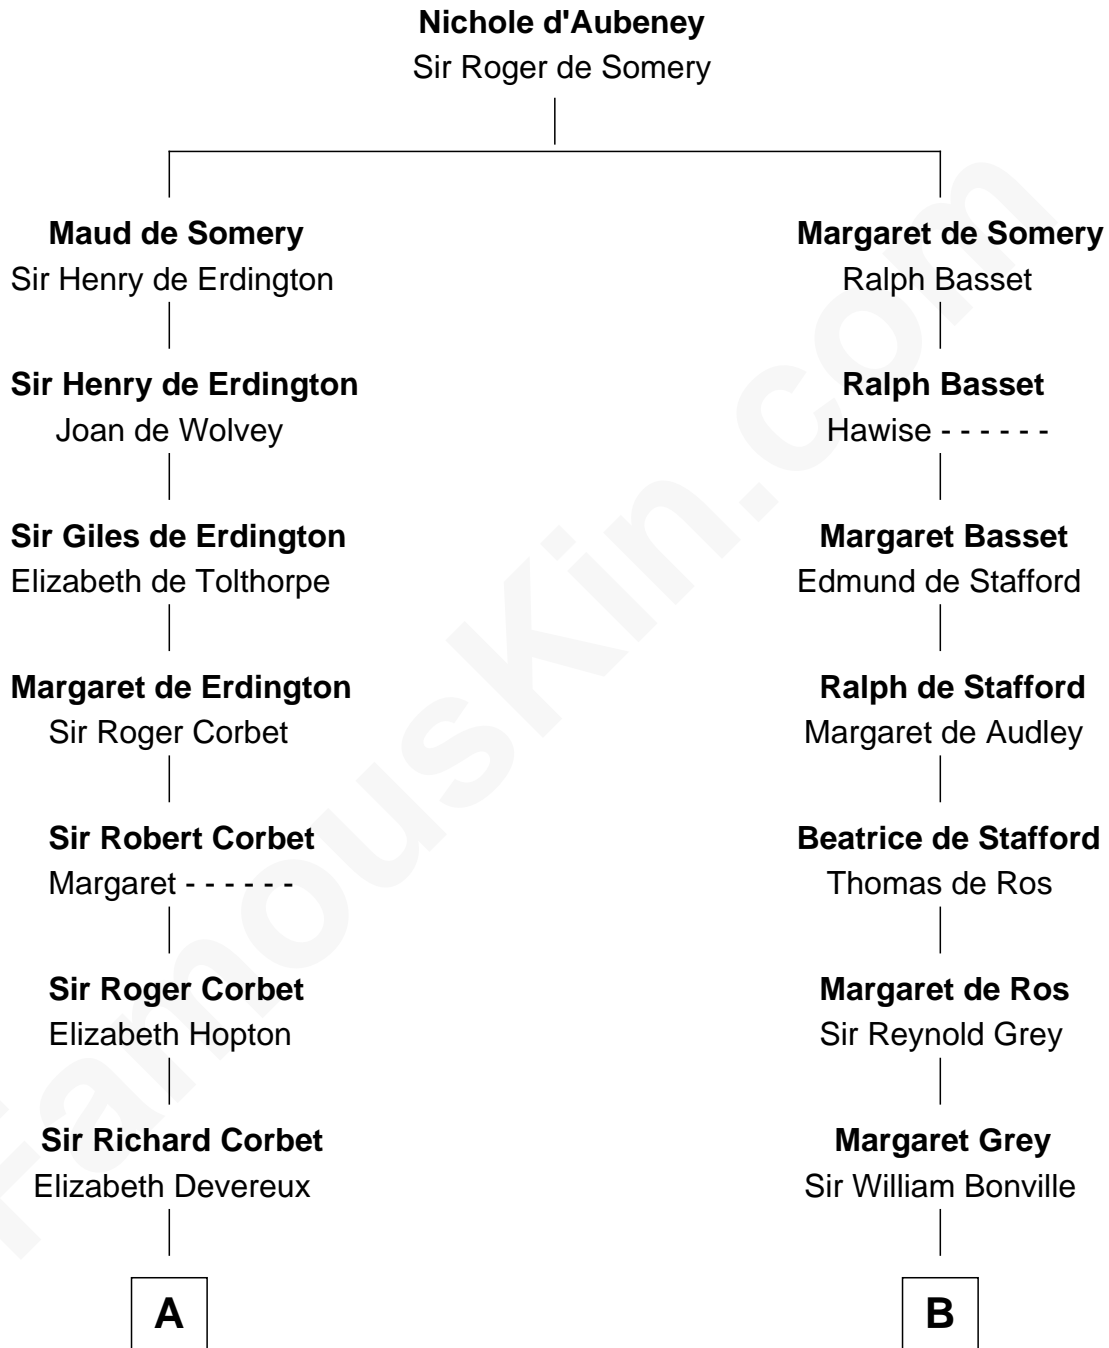 Nichole d'Aubeney
Sir Roger de Somery
Maud de Somery
Sir Henry de Erdington
Sir Henry de Erdington
Joan de Wolvey
Sir Giles de Erdington
Elizabeth de Tolthorpe
Margaret de Erdington
Sir Roger Corbet
Sir Robert Corbet
Margaret - - - - - -
Sir Roger Corbet
Elizabeth Hopton
Sir Richard Corbet
Elizabeth Devereux
A
Margaret de Somery
Ralph Basset
Ralph Basset
Hawise - - - - - -
Margaret Basset
Edmund de Stafford
Ralph de Stafford
Margaret de Audley
Beatrice de Stafford
Thomas de Ros
Margaret de Ros
Sir Reynold Grey
Margaret Grey
Sir William Bonville
B
FamousKin.com